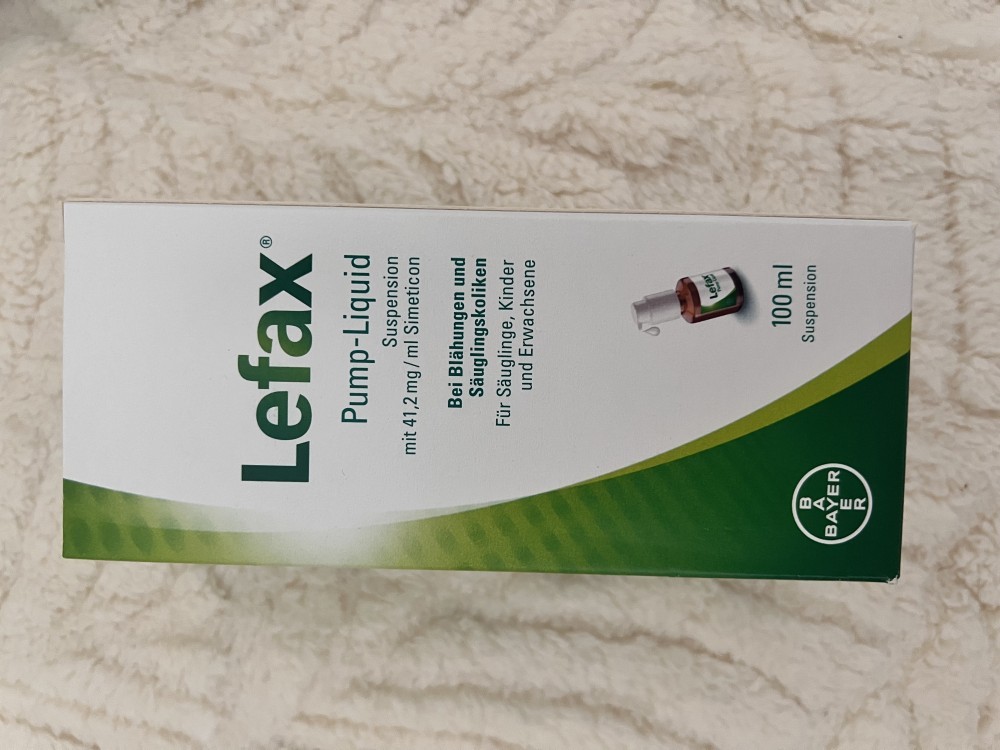 Lefax®
Pump-Liquid
Suspension
mit 41,2 mg/ml Simeticon
Bei Blähungen und
Säuglingskoliken
Für Säuglinge, Kinder
und Erwachsene
Lefax
100 ml
Suspension
BAYER
BAYER